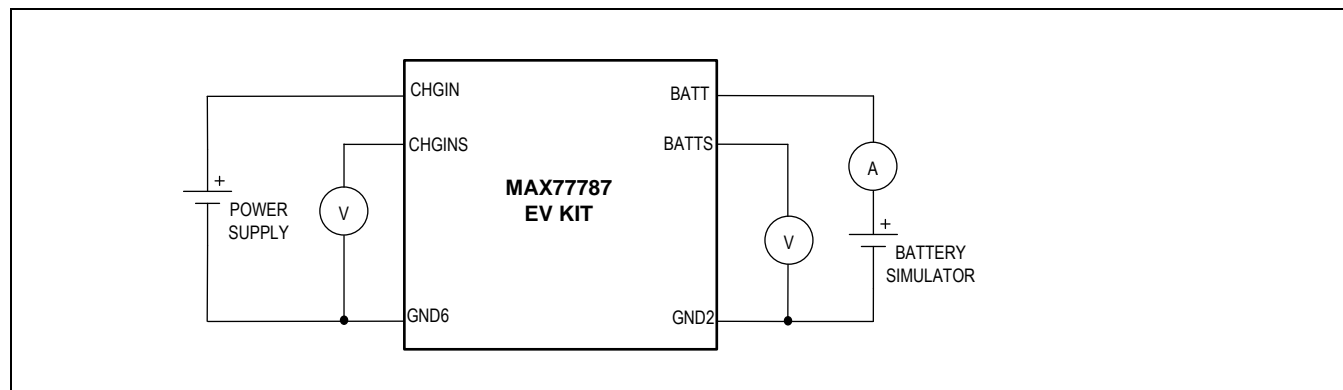 CHGIN
BATT
CHGINS
BATTS
MAX77787
EV KIT
+
POWER
SUPPLY
V
A
V
+
BATTERY
SIMULATOR
GND6
GND2